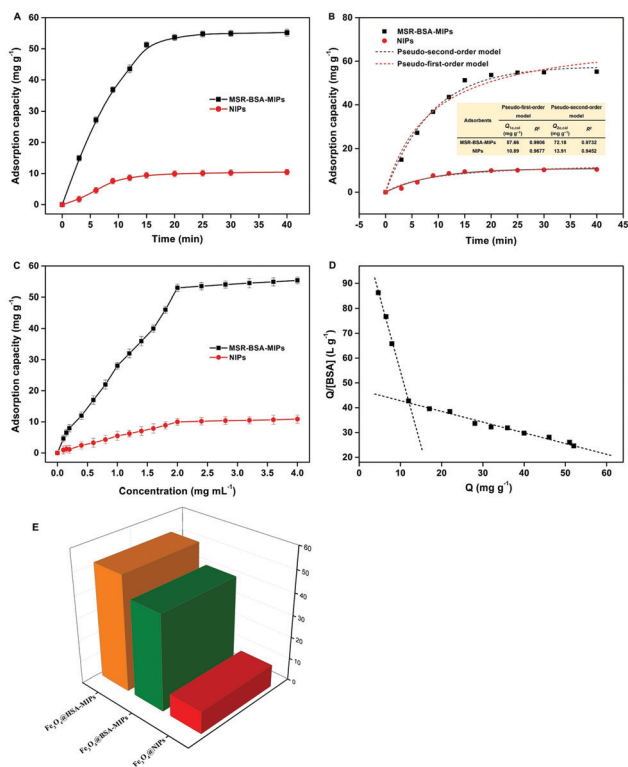 A
60
50
40
30
20
10
0
Adsorption capacity (mg g⁻¹)
MSR-BSA-MIPs
NIPs
0 5 10 15 20 25 30 35 40
Time (min)
B
80
60
40
20
0
Adsorption capacity (mg g⁻¹)
MSR-BSA-MIPs
NIPs
Pseudo-second-order model
Pseudo-first-order model
Adsorbents
Pseudo-first-order model
Pseudo-second-order model
Q1e,cal (mg g⁻¹) R² Q2e,cal (mg g⁻¹) R²
MSR-BSA-MIPs 57.66 0.9906 72.18 0.9732
NIPs 10.89 0.9677 13.91 0.9452
-5 0 5 10 15 20 25 30 35 40 45
Time (min)
C
60
50
40
30
20
10
0
Adsorption capacity (mg g⁻¹)
MSR-BSA-MIPs
NIPs
0.0 0.5 1.0 1.5 2.0 2.5 3.0 3.5 4.0
Concentration (mg mL⁻¹)
D
90
80
70
60
50
40
30
20
Q/[BSA] (L g⁻¹)
0 10 20 30 40 50 60
Q (mg g⁻¹)
E
60
50
40
30
20
10
0
Fe₃O₄@HSA-MIPs
Fe₃O₄@BSA-MIPs
Fe₃O₄@NIPs